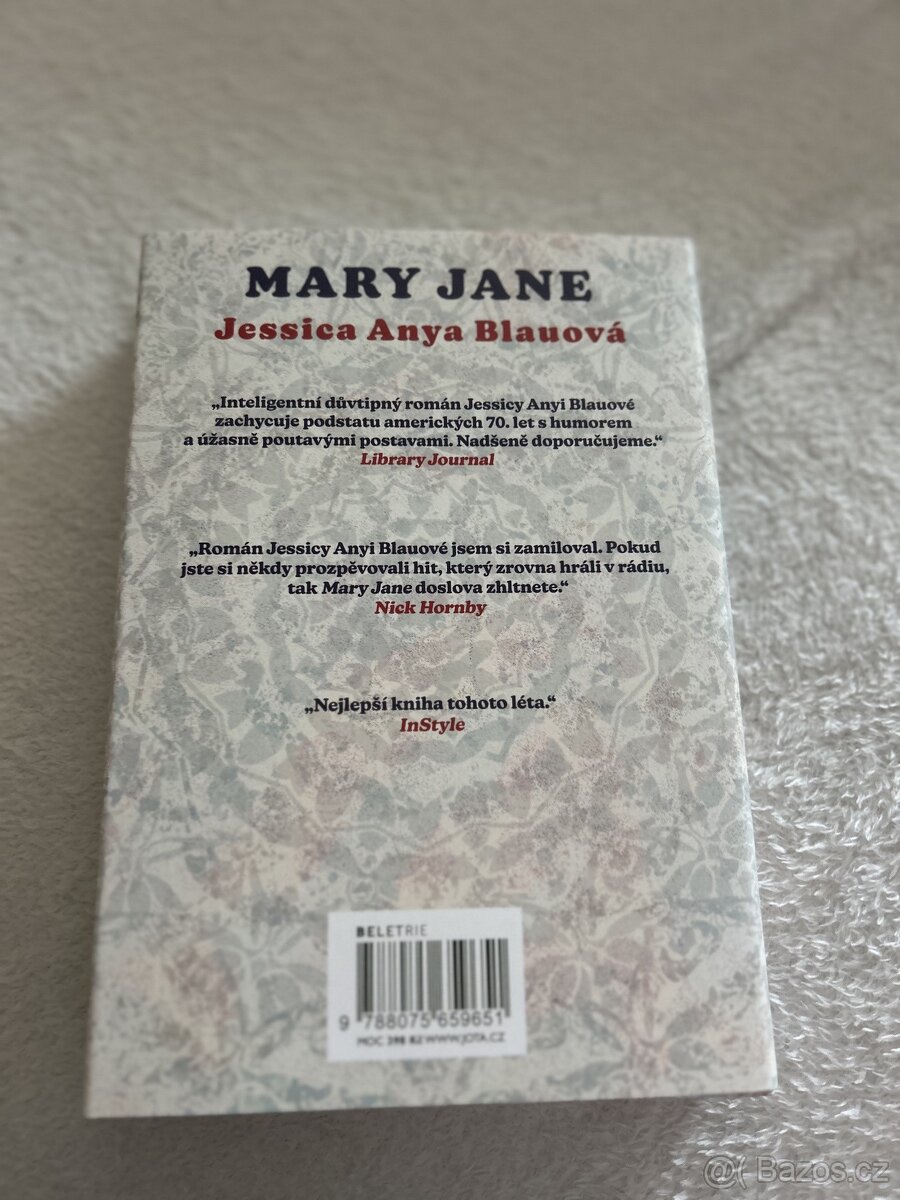 MARY JANE
Jessica Anya Blauová
„Inteligentní důvtipný román Jessicy Anyi Blauové
zachycuje podstatu amerických 70. let s humorem
a úžasně poutavými postavami. Nadšeně doporučujeme.“
Library Journal
„Román Jessicy Anyi Blauové jsem si zamiloval. Pokud
jste si někdy prozpěvovali hit, který zrovna hráli v rádiu,
tak Mary Jane doslova zhltnete.“
Nick Hornby
„Nejlepší kniha tohoto léta.“
InStyle
BELETRIE
9 788075 659651
MOC 398 Kč WWW.JOTA.CZ
@( Bazos.cz